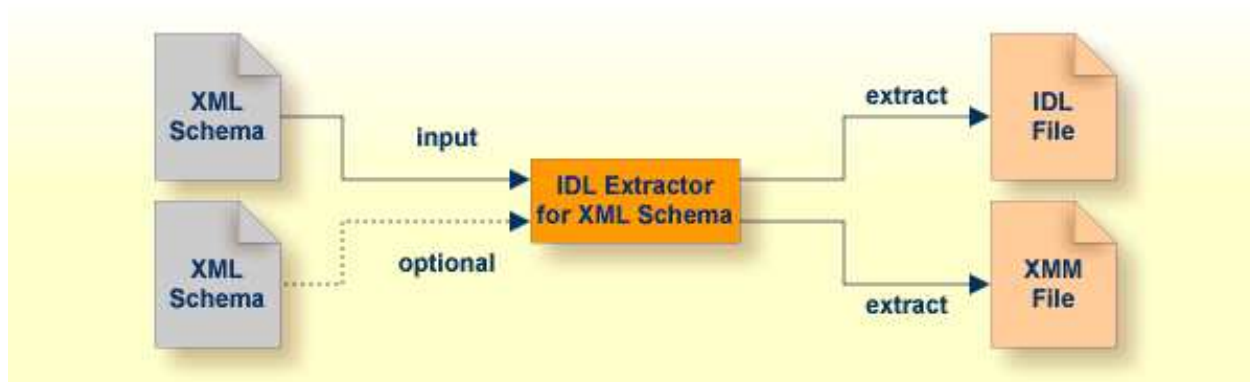 XML
Schema
input
XML
Schema
optional
IDL Extractor
for XML Schema
extract
IDL
File
extract
XMM
File